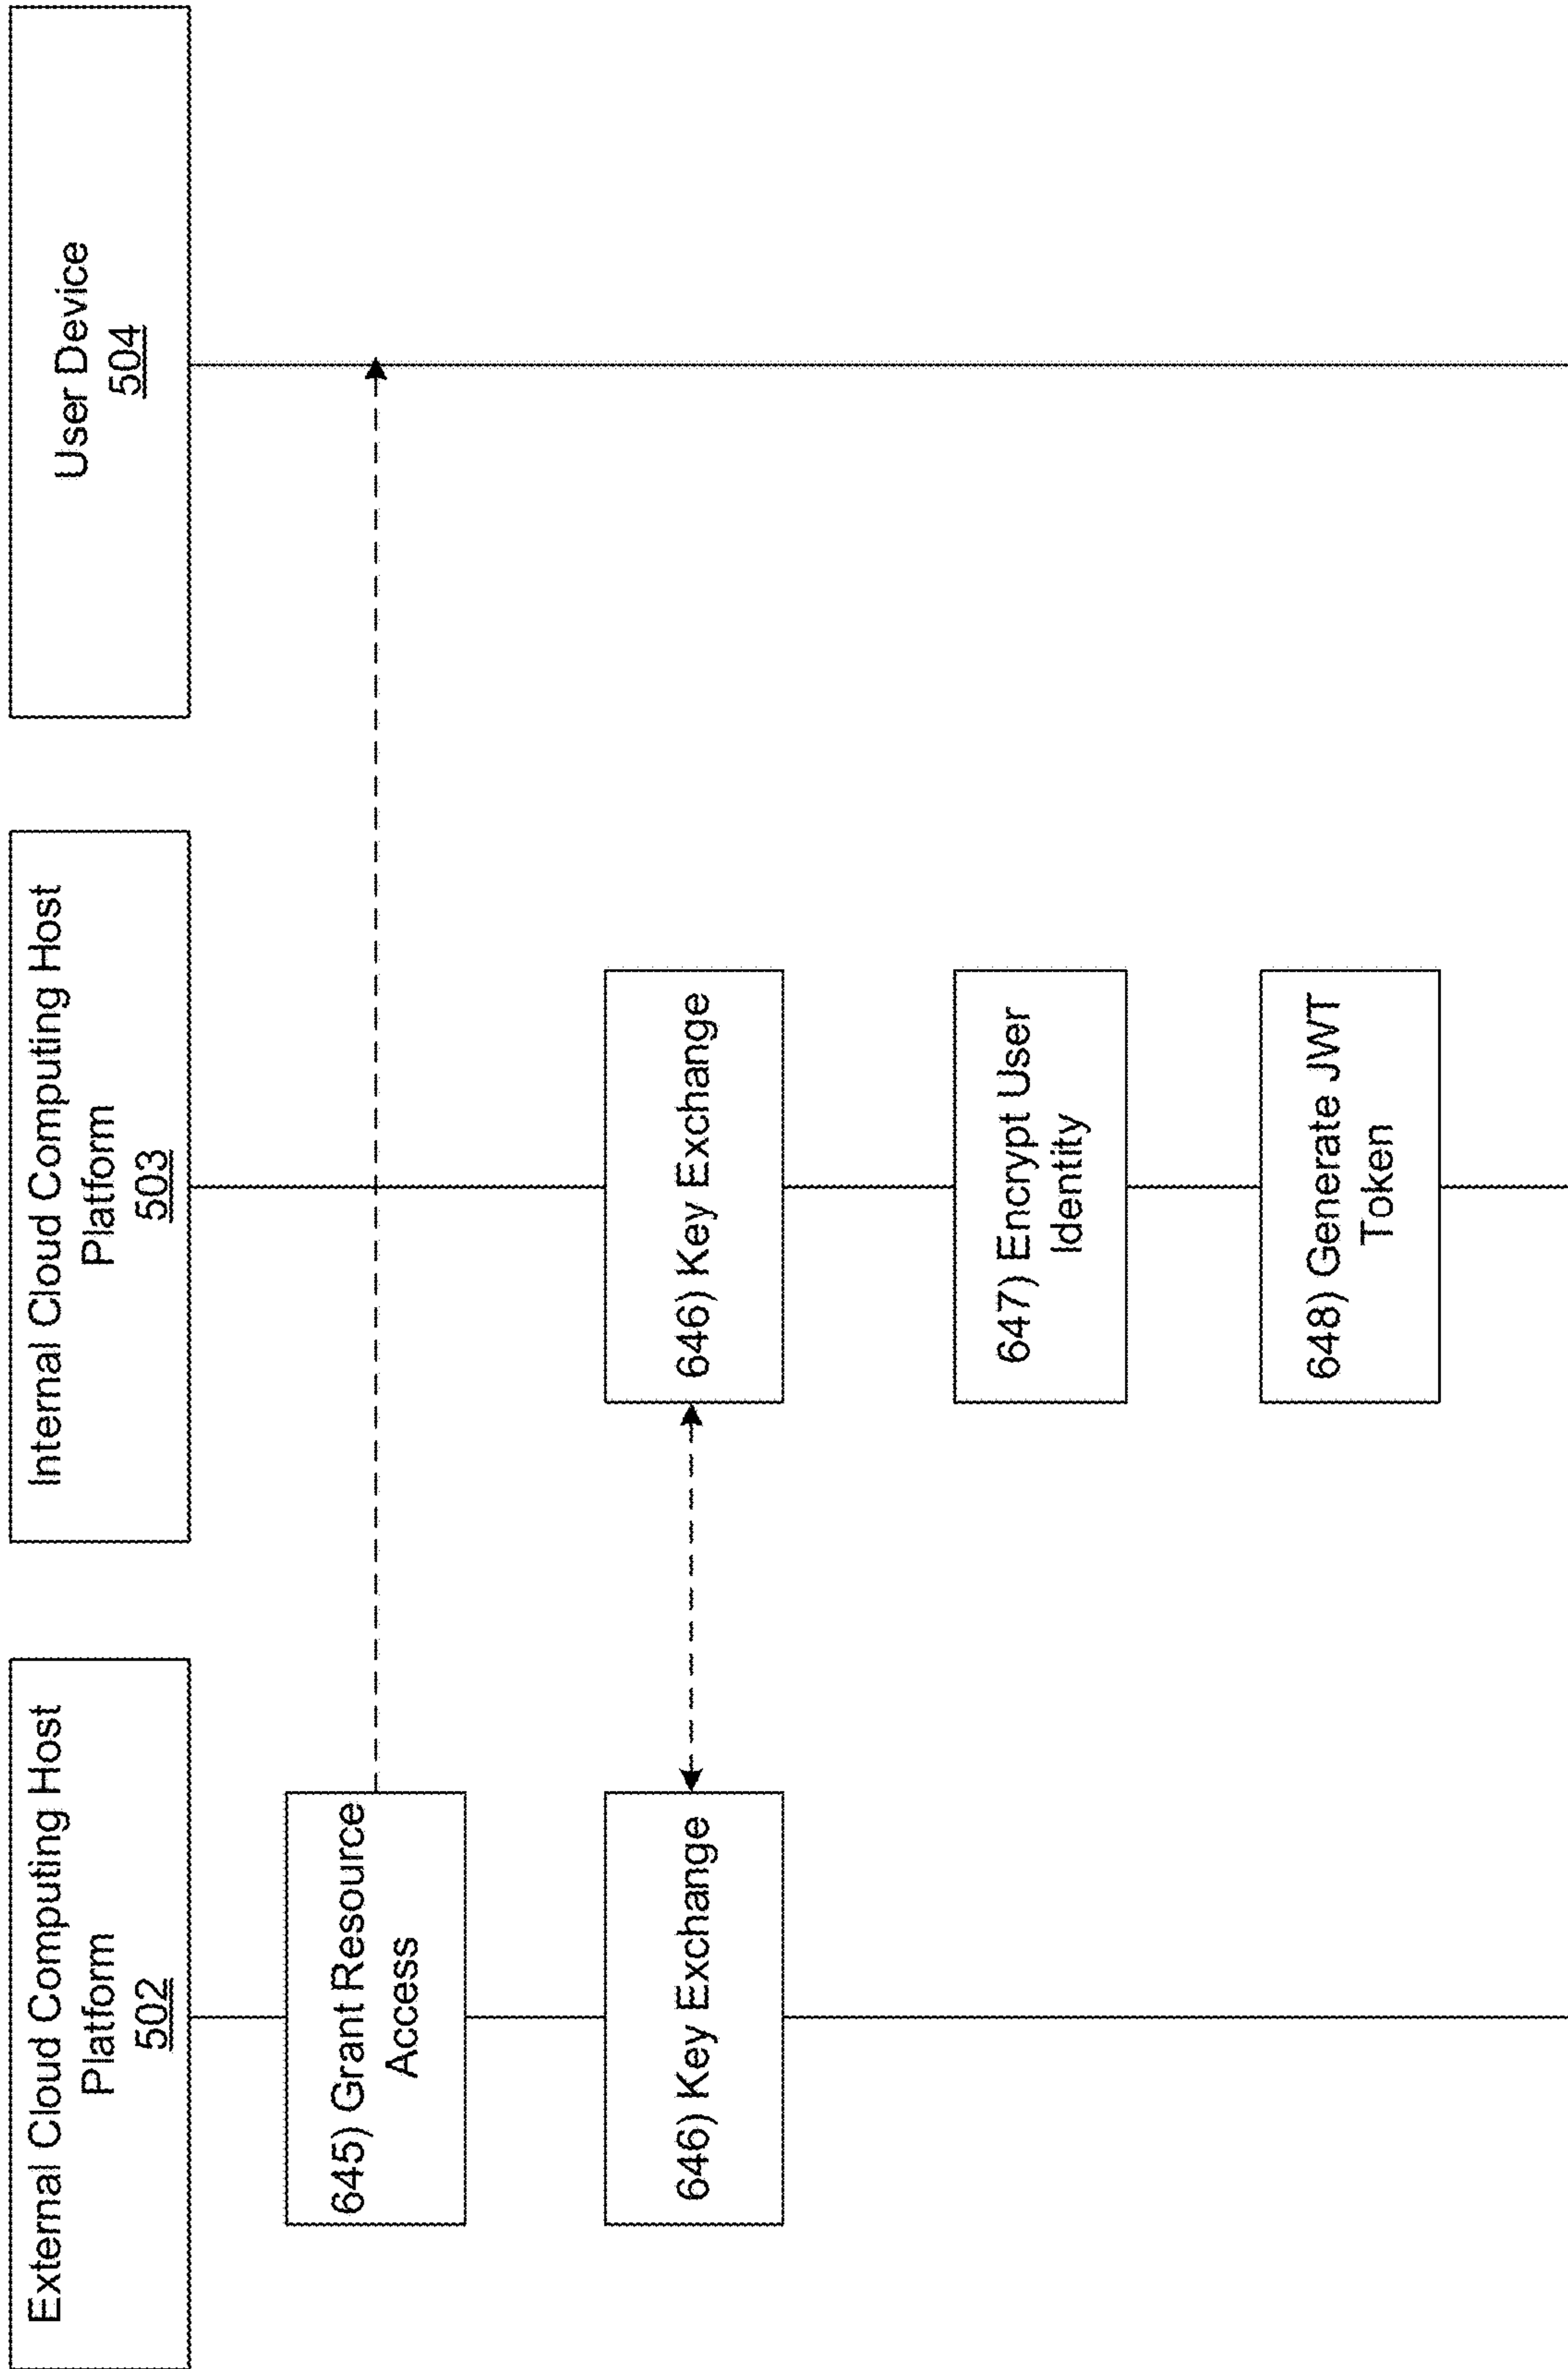 External Cloud Computing Host
Platform
502
Internal Cloud Computing Host
Platform
503
User Device
504
645) Grant Resource
Access
646) Key Exchange
646) Key Exchange
647) Encrypt User
Identity
648) Generate JWT
Token